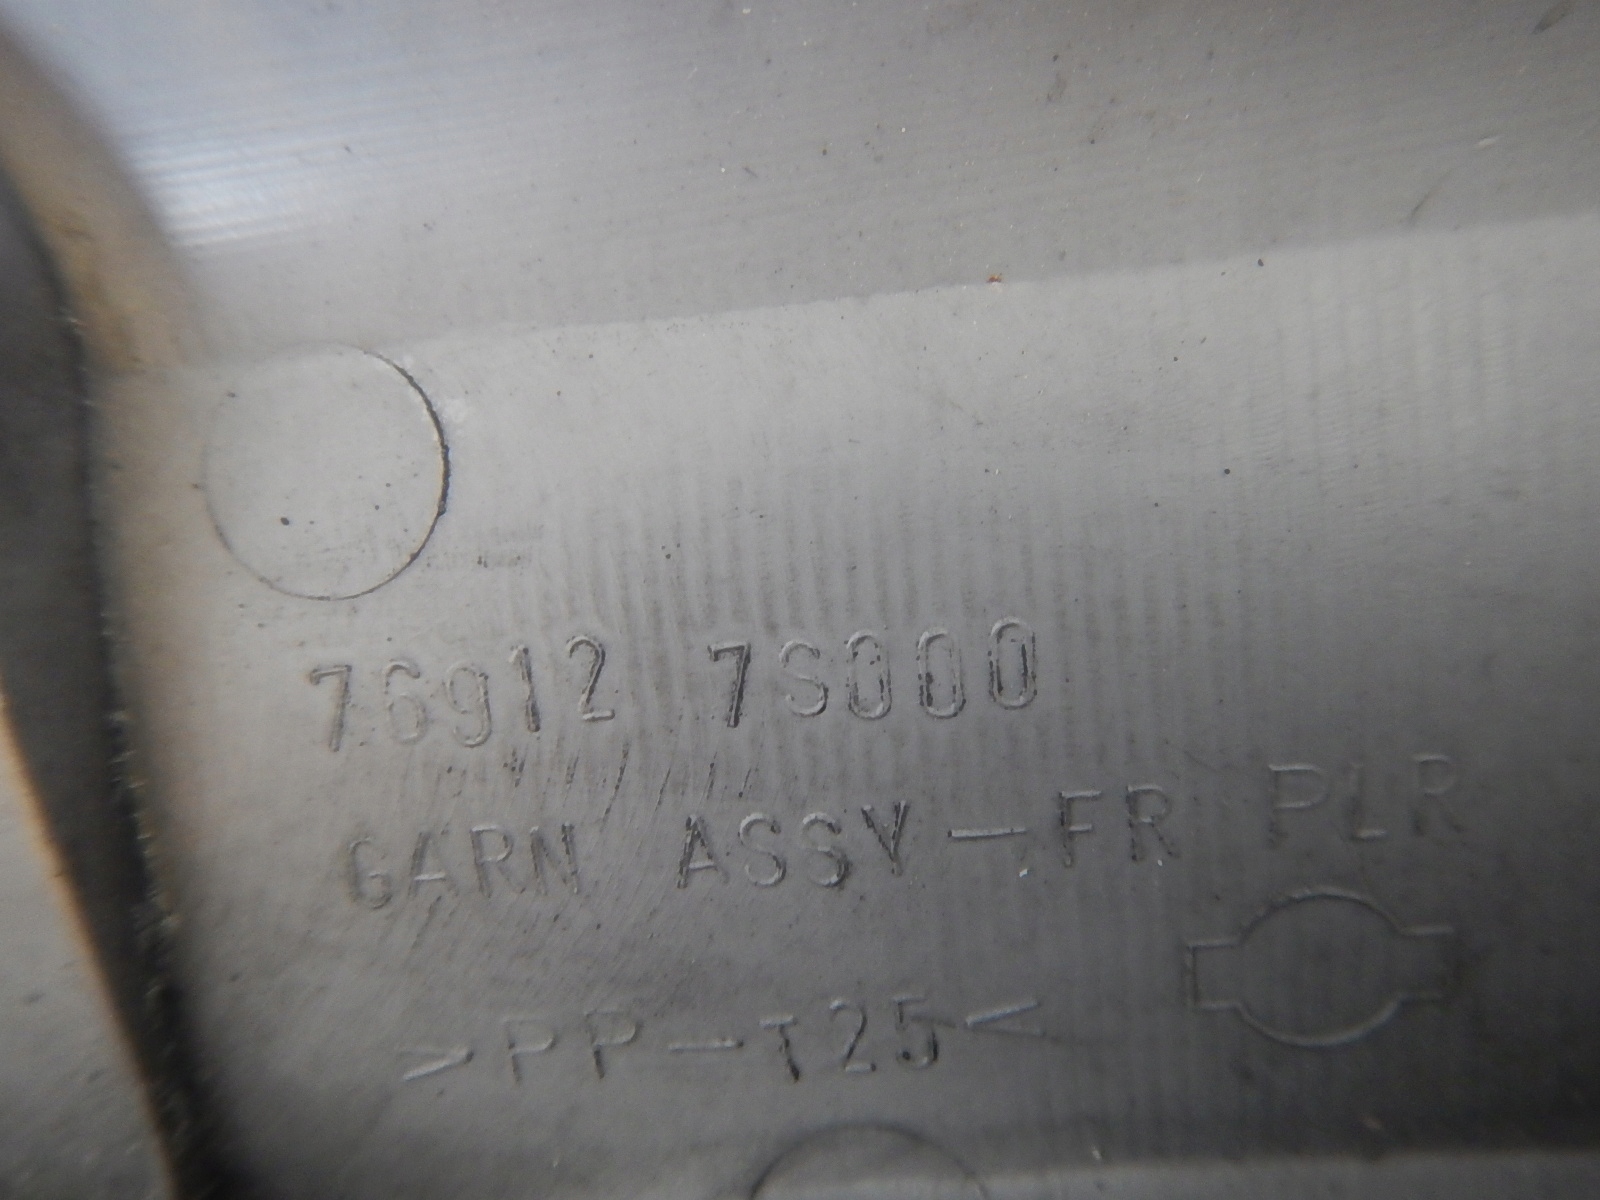 76912 7S000
GARN ASSY-FR PLR
>PP-T25<